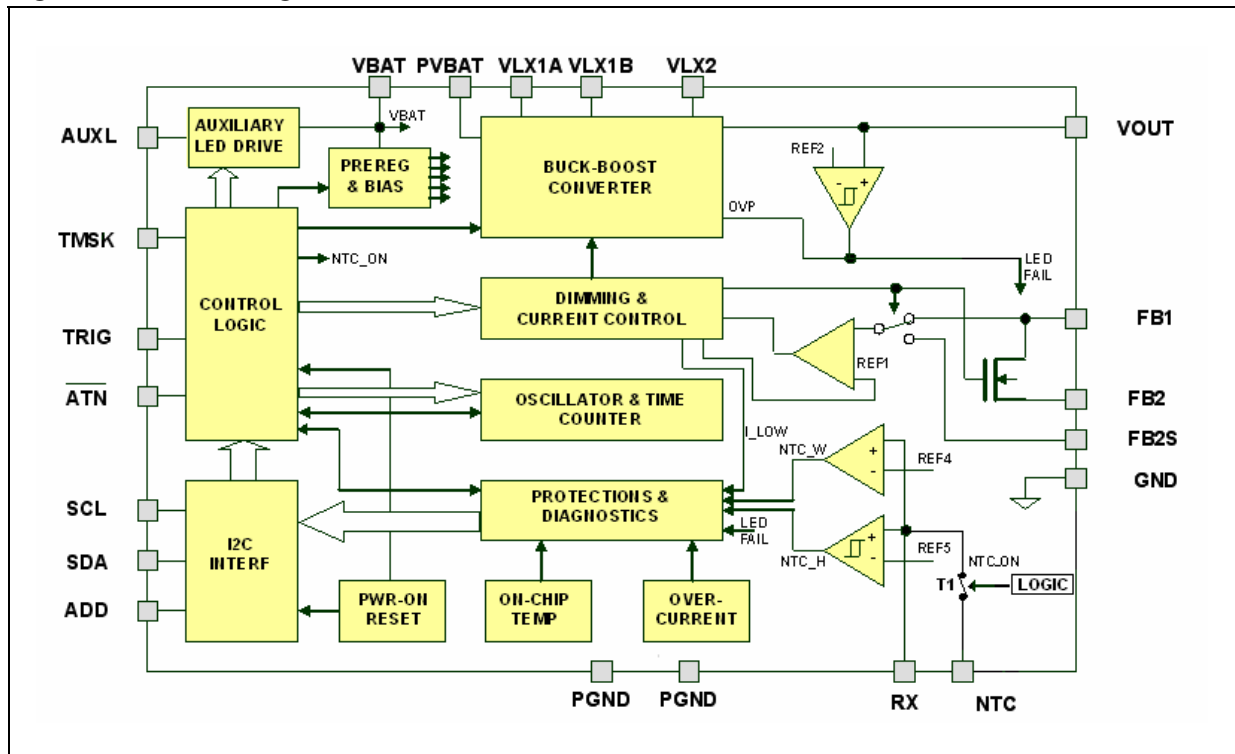 VBAT PVBAT VLX1A VLX1B VLX2
AUXL
AUXILIARY
LED DRIVE
VBAT
PREREG
& BIAS
BUCK-BOOST
CONVERTER
VOUT
REF2
- +
OVP
LED
FAIL
TMSK
NTC_ON
CONTROL
LOGIC
DIMMING &
CURRENT CONTROL
REF1
FB1
TRIG
ATN
OSCILLATOR & TIME
COUNTER
FB2
FB2S
I_LOW
NTC_W
+
-
REF4
GND
SCL
SDA
ADD
I2C
INTERF
PROTECTIONS &
DIAGNOSTICS
LED
FAIL
NTC_H
+
-
REF5
NTC_ON
T1
LOGIC
PWR-ON
RESET
ON-CHIP
TEMP
OVER-
CURRENT
PGND PGND RX NTC